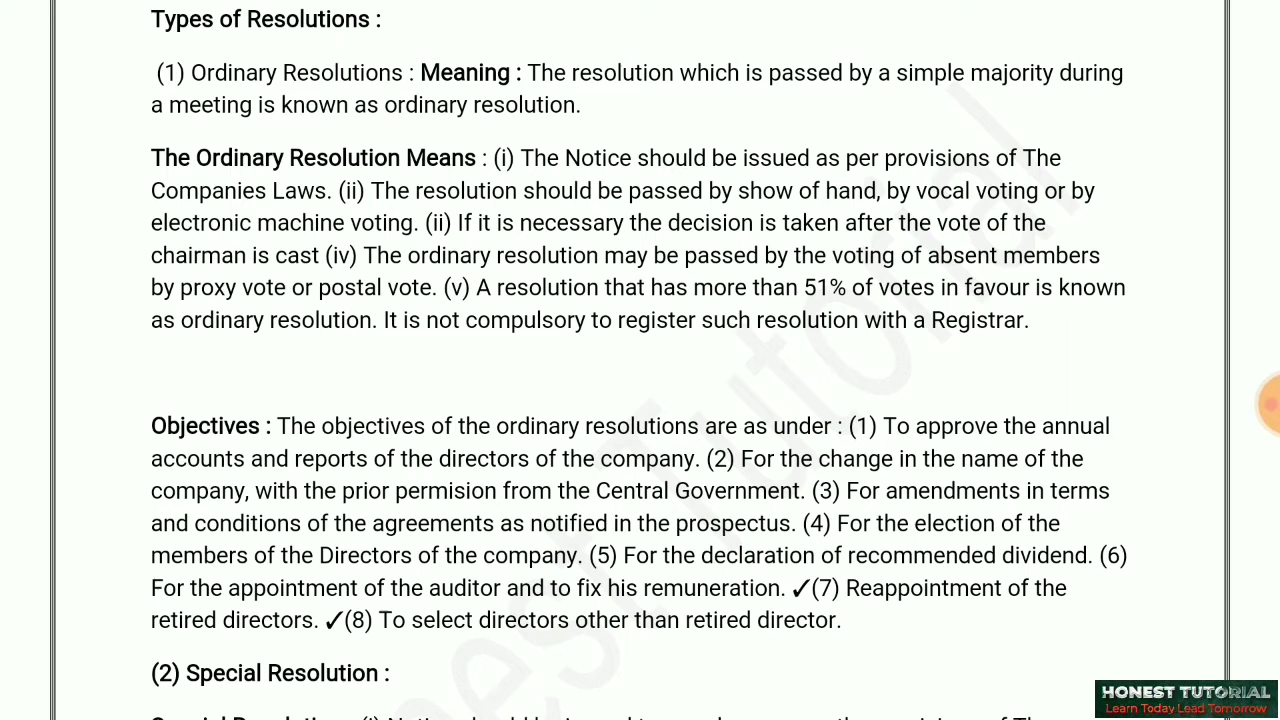 Types of Resolutions :
(1) Ordinary Resolutions : Meaning : The resolution which is passed by a simple majority during
a meeting is known as ordinary resolution.
The Ordinary Resolution Means : (i) The Notice should be issued as per provisions of The
Companies Laws. (ii) The resolution should be passed by show of hand, by vocal voting or by
electronic machine voting. (ii) If it is necessary the decision is taken after the vote of the
chairman is cast (iv) The ordinary resolution may be passed by the voting of absent members
by proxy vote or postal vote. (v) A resolution that has more than 51% of votes in favour is known
as ordinary resolution. It is not compulsory to register such resolution with a Registrar.
Objectives : The objectives of the ordinary resolutions are as under : (1) To approve the annual
accounts and reports of the directors of the company. (2) For the change in the name of the
company, with the prior permision from the Central Government. (3) For amendments in terms
and conditions of the agreements as notified in the prospectus. (4) For the election of the
members of the Directors of the company. (5) For the declaration of recommended dividend. (6)
For the appointment of the auditor and to fix his remuneration. ✓(7) Reappointment of the
retired directors. ✓(8) To select directors other than retired director.
(2) Special Resolution :
HONEST TUTORIAL
Learn Today Lead Tomorrow